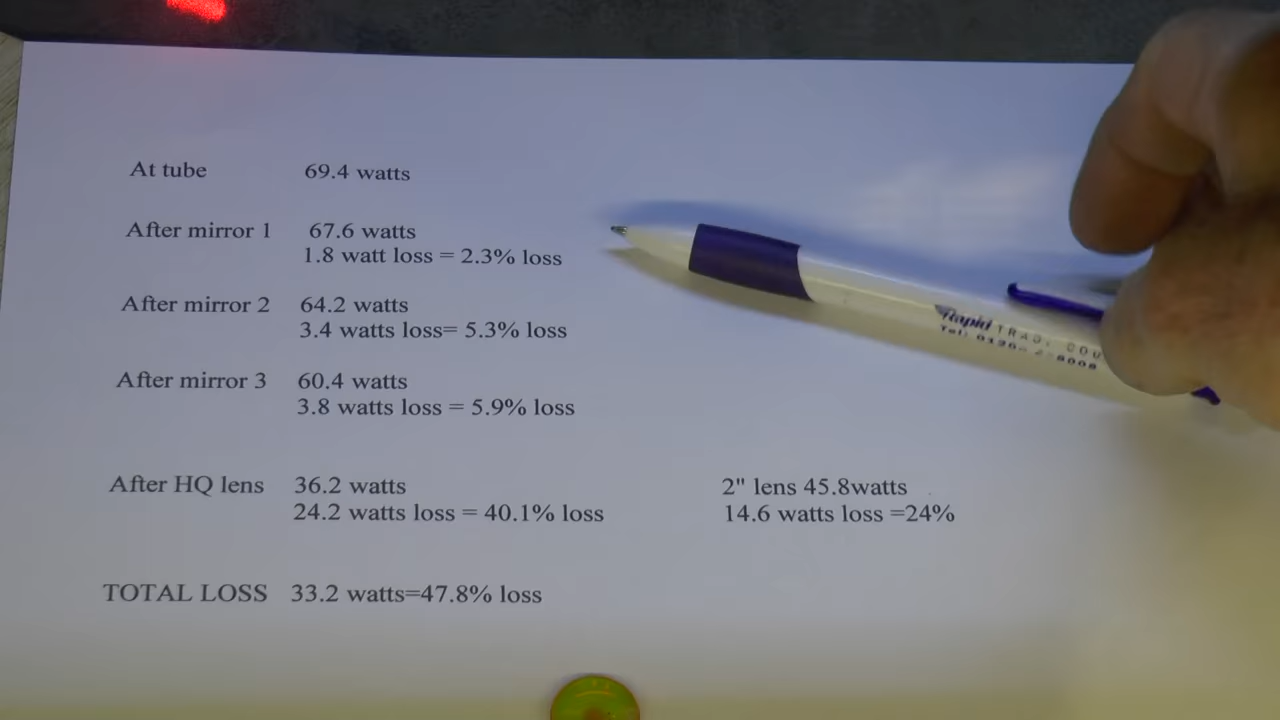 At tube 69.4 watts
After mirror 1 67.6 watts
1.8 watt loss = 2.3% loss
After mirror 2 64.2 watts
3.4 watts loss= 5.3% loss
After mirror 3 60.4 watts
3.8 watts loss = 5.9% loss
After HQ lens 36.2 watts 2" lens 45.8watts
24.2 watts loss = 40.1% loss 14.6 watts loss =24%
TOTAL LOSS 33.2 watts=47.8% loss
Rapid
Tel: